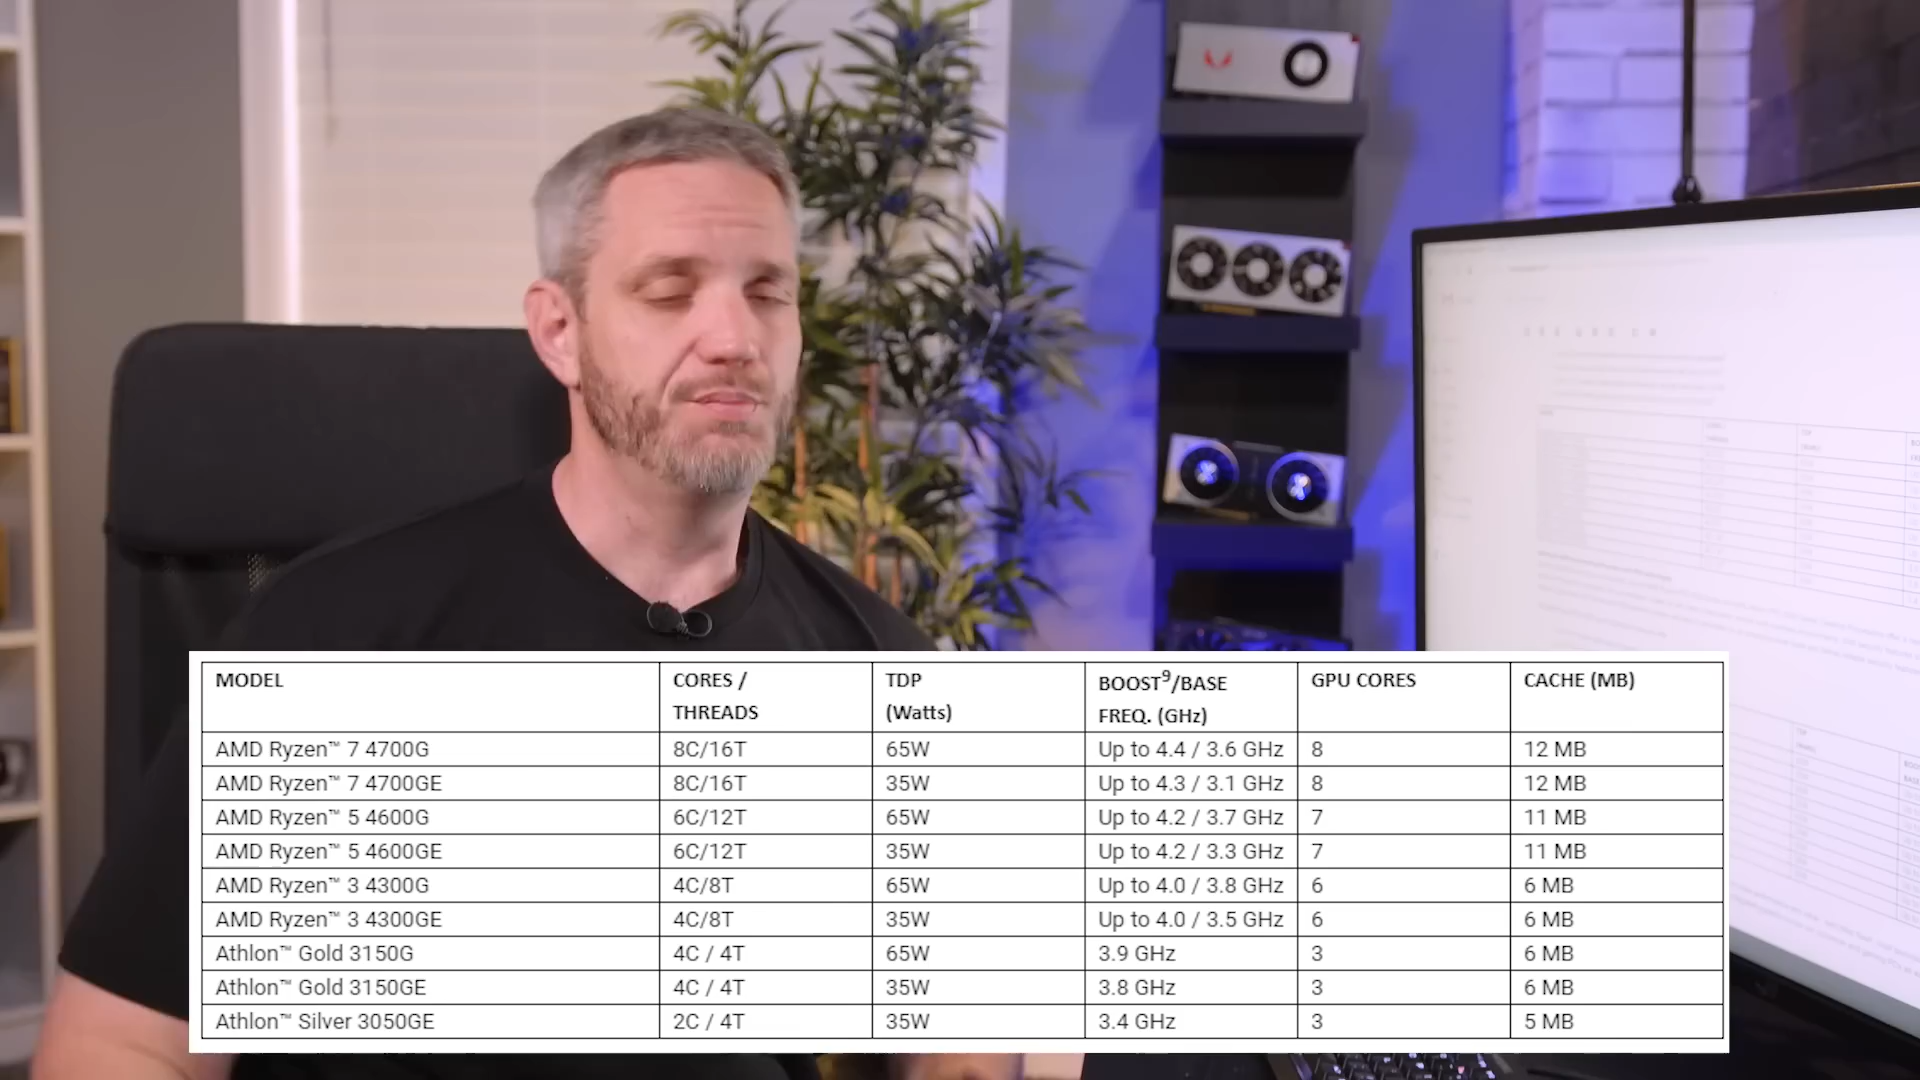 MODEL CORES / THREADS TDP (Watts) BOOST⁹/BASE FREQ. (GHz) GPU CORES CACHE (MB)
AMD Ryzen™ 7 4700G 8C/16T 65W Up to 4.4 / 3.6 GHz 8 12 MB
AMD Ryzen™ 7 4700GE 8C/16T 35W Up to 4.3 / 3.1 GHz 8 12 MB
AMD Ryzen™ 5 4600G 6C/12T 65W Up to 4.2 / 3.7 GHz 7 11 MB
AMD Ryzen™ 5 4600GE 6C/12T 35W Up to 4.2 / 3.3 GHz 7 11 MB
AMD Ryzen™ 3 4300G 4C/8T 65W Up to 4.0 / 3.8 GHz 6 6 MB
AMD Ryzen™ 3 4300GE 4C/8T 35W Up to 4.0 / 3.5 GHz 6 6 MB
Athlon™ Gold 3150G 4C / 4T 65W 3.9 GHz 3 6 MB
Athlon™ Gold 3150GE 4C / 4T 35W 3.8 GHz 3 6 MB
Athlon™ Silver 3050GE 2C / 4T 35W 3.4 GHz 3 5 MB